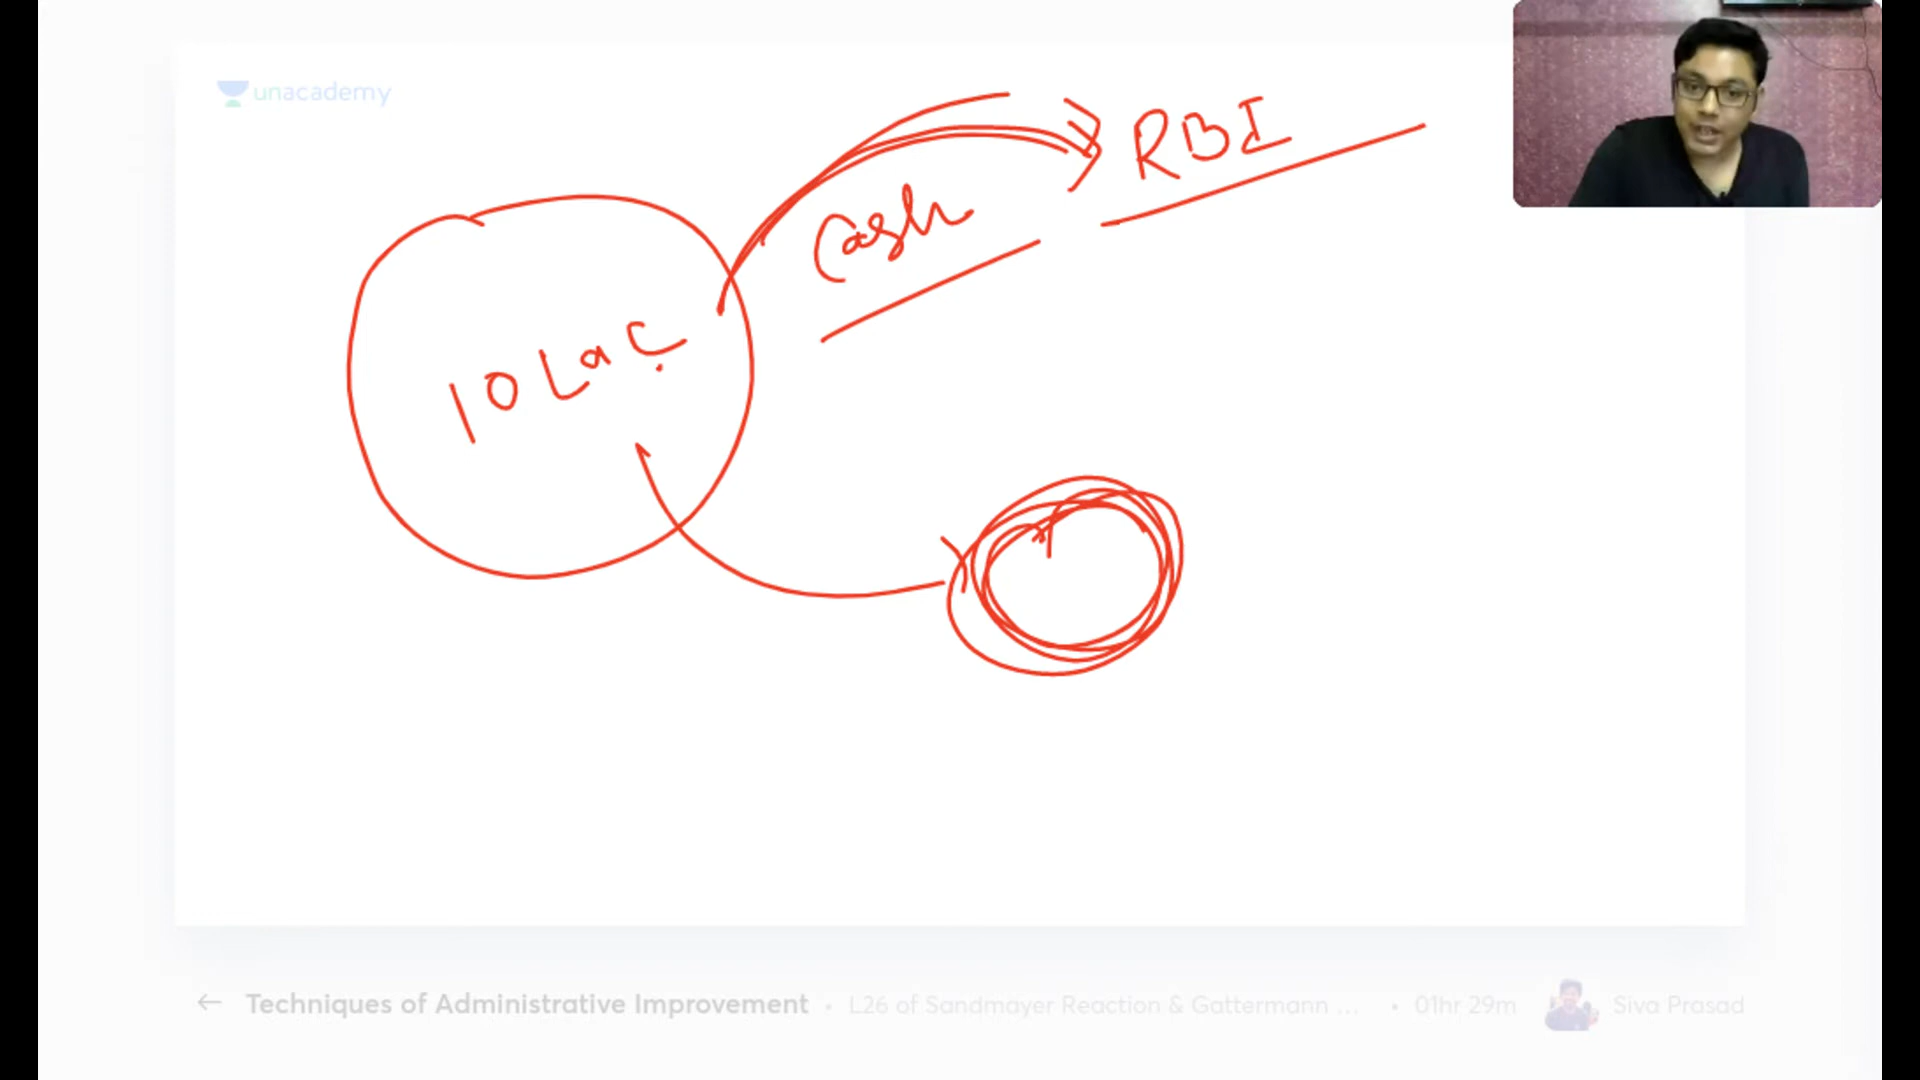 unacademy
RBI
Cash
10 Lac
← Techniques of Administrative Improvement • L26 of Sandmayer Reaction & Gattermann ... • 01hr 29m Siva Prasad